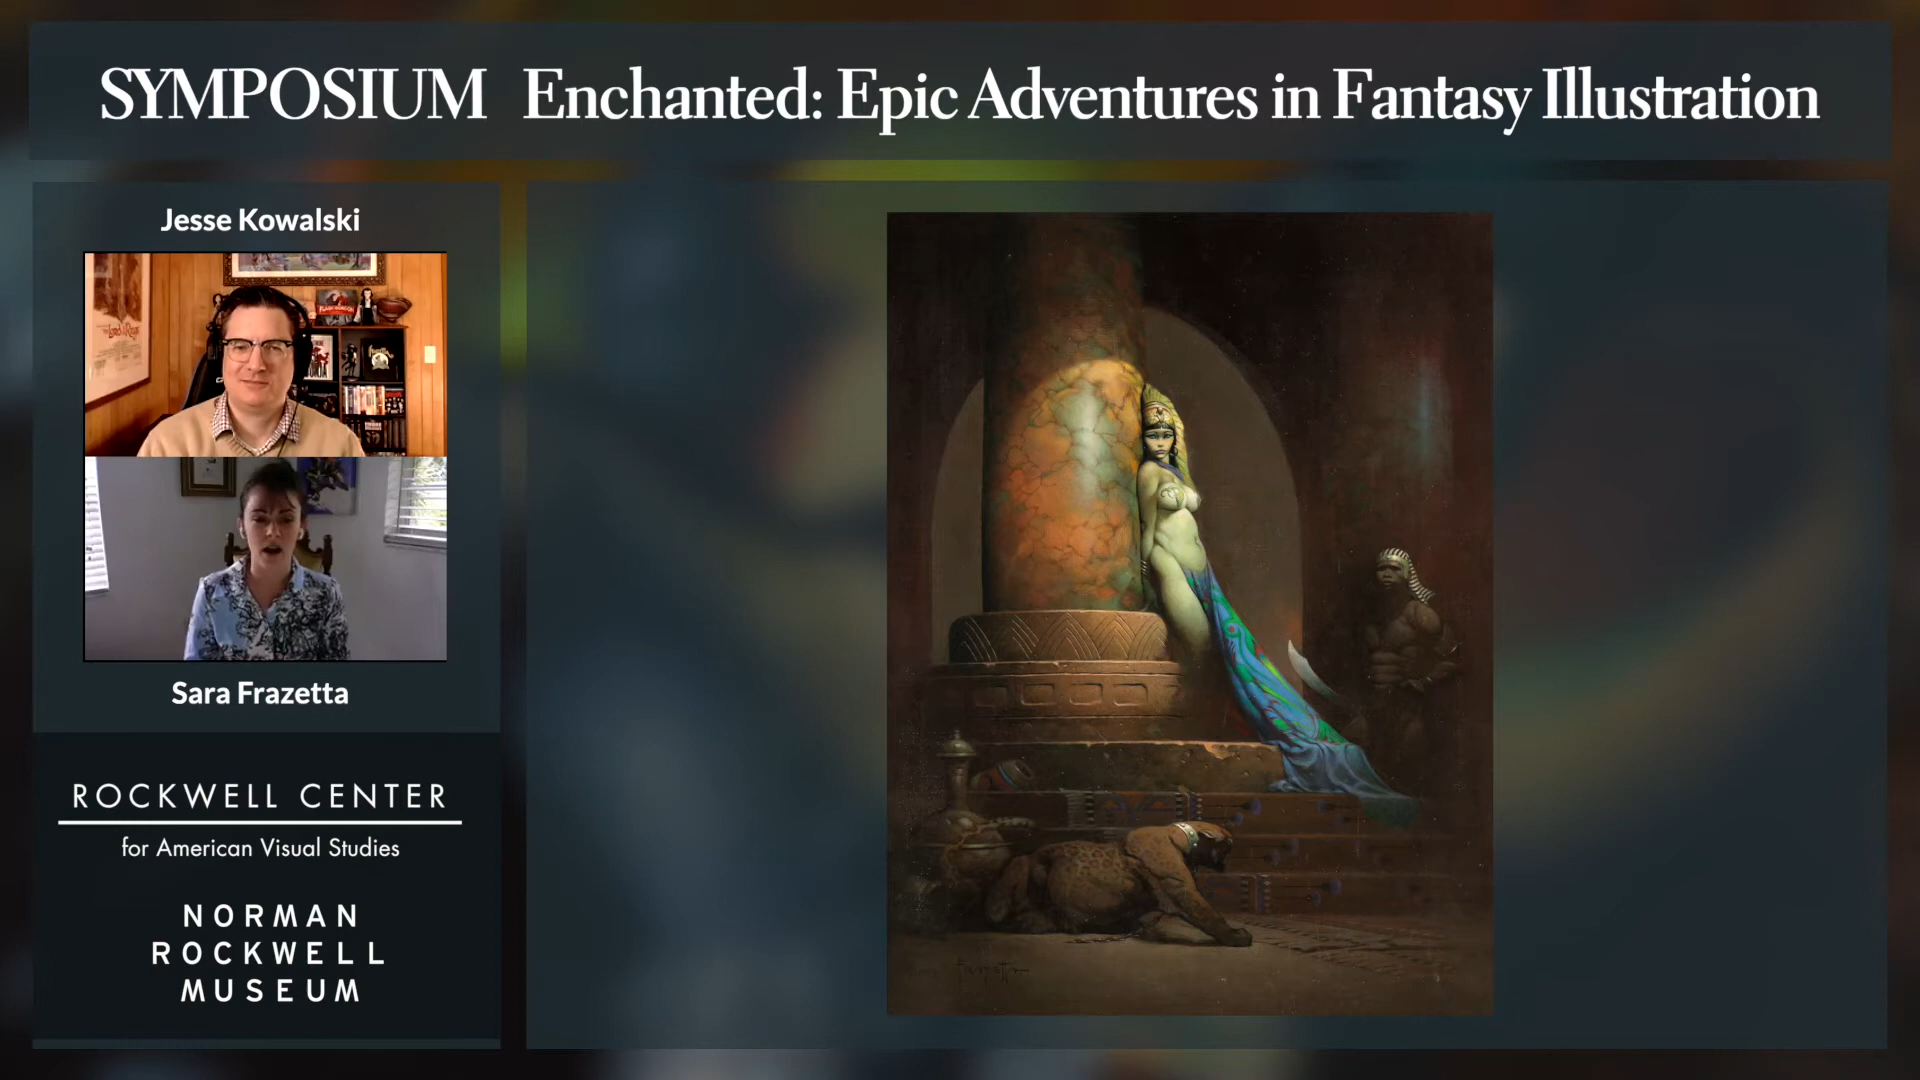 SYMPOSIUM Enchanted: Epic Adventures in Fantasy Illustration
Jesse Kowalski
Sara Frazetta
ROCKWELL CENTER
for American Visual Studies
NORMAN
ROCKWELL
MUSEUM
Frazetta